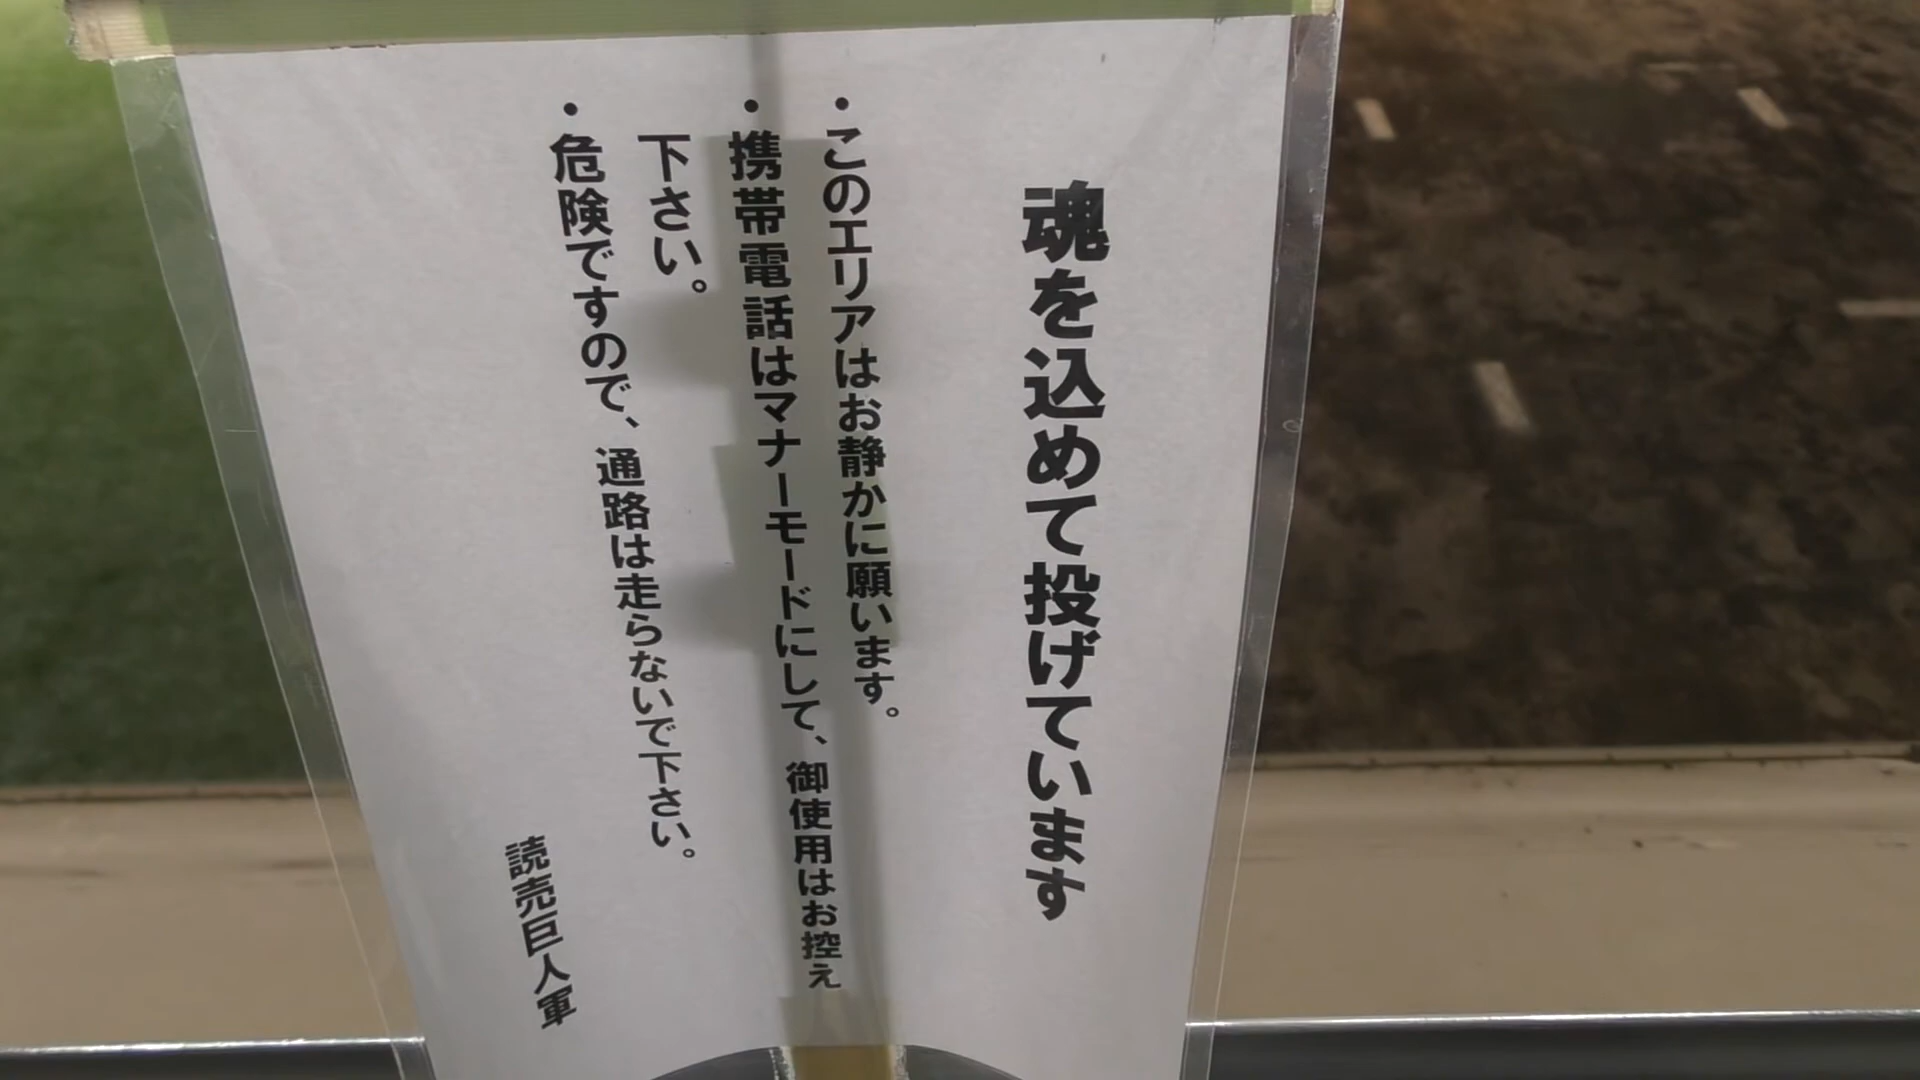 魂を込めて投げています
・このエリアはお静かに願います。
・携帯電話はマナーモードにして、御使用はお控え
下さい。
・危険ですので、通路は走らないで下さい。
読売巨人軍